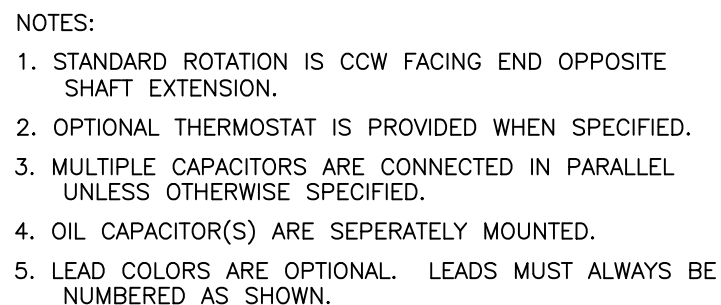 NOTES:
1. STANDARD ROTATION IS CCW FACING END OPPOSITE
SHAFT EXTENSION.
2. OPTIONAL THERMOSTAT IS PROVIDED WHEN SPECIFIED.
3. MULTIPLE CAPACITORS ARE CONNECTED IN PARALLEL
UNLESS OTHERWISE SPECIFIED.
4. OIL CAPACITOR(S) ARE SEPERATELY MOUNTED.
5. LEAD COLORS ARE OPTIONAL. LEADS MUST ALWAYS BE
NUMBERED AS SHOWN.